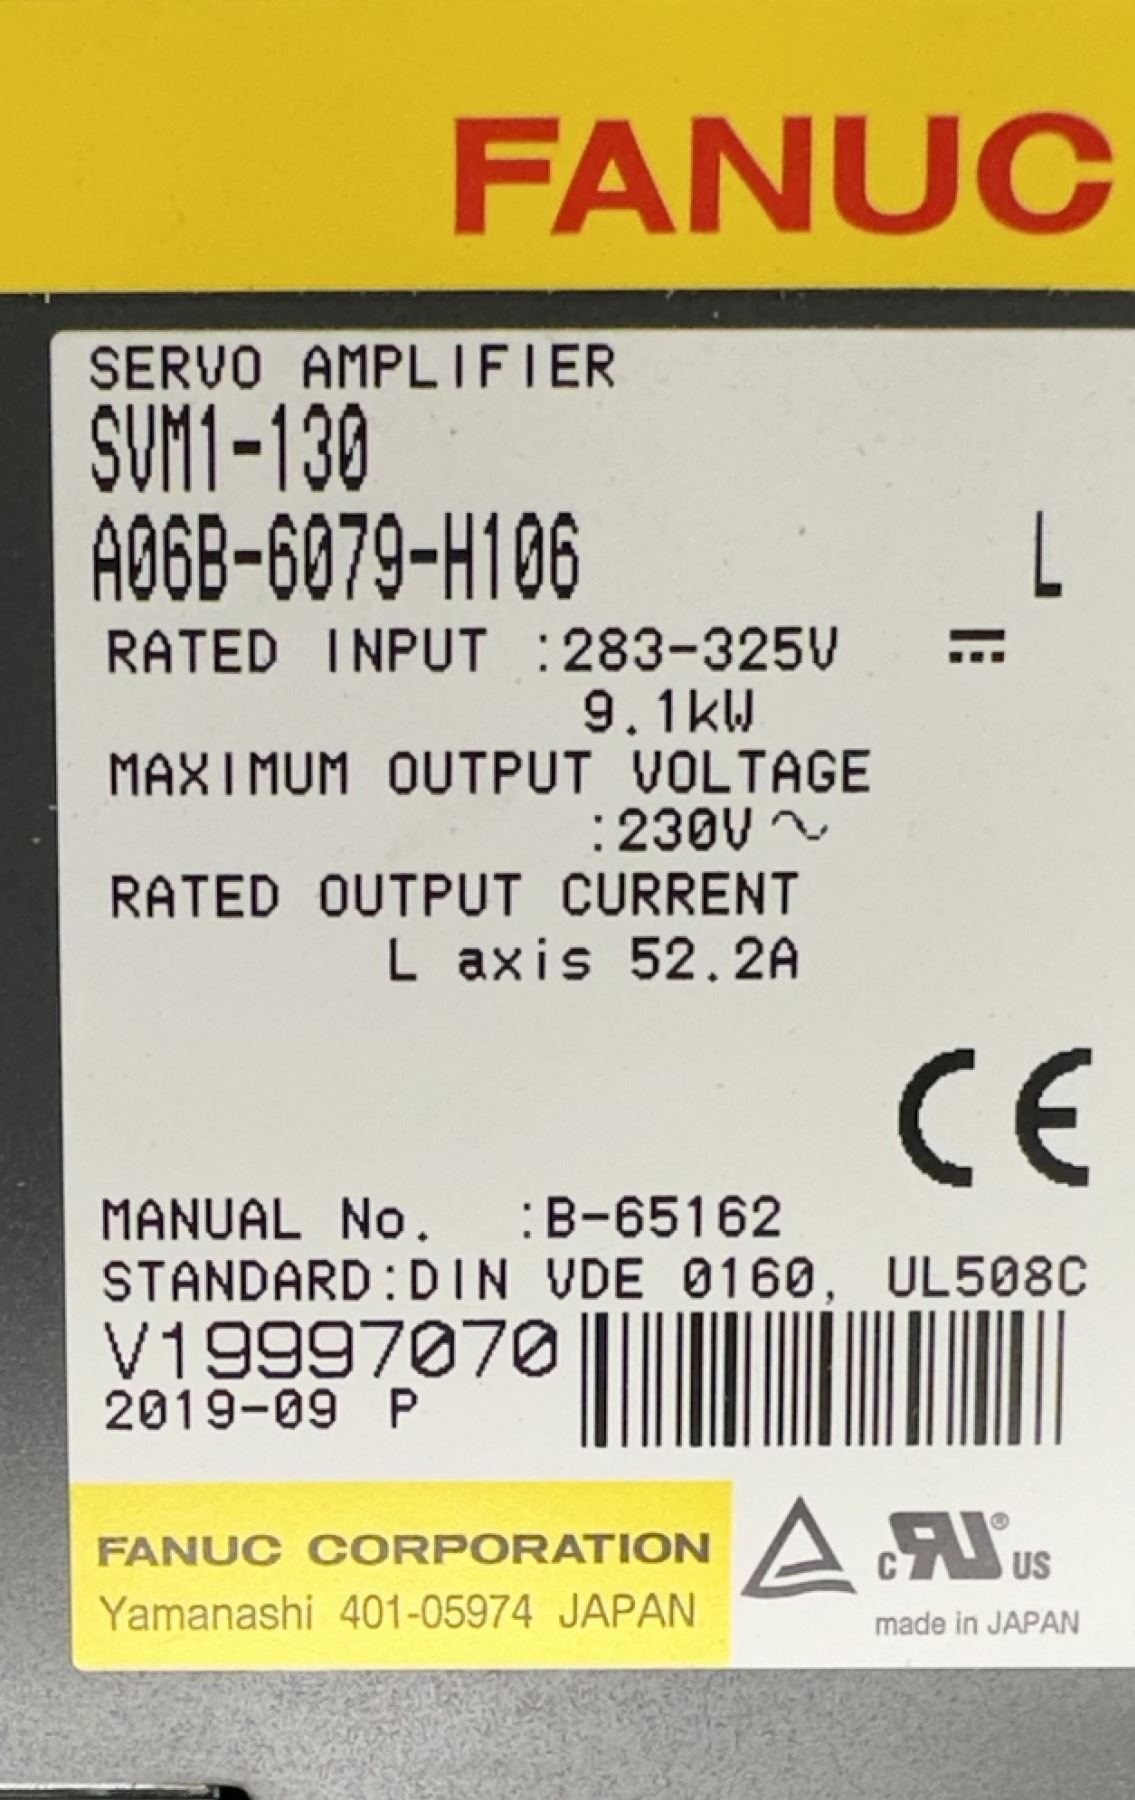 FANUC
SERVO AMPLIFIER
SVM1-130
A06B-6079-H106 L
RATED INPUT :283-325V ⎓
9.1kW
MAXIMUM OUTPUT VOLTAGE
:230V～
RATED OUTPUT CURRENT
L axis 52.2A
CE
MANUAL No. :B-65162
STANDARD:DIN VDE 0160, UL508C
V19997070
2019-09 P
FANUC CORPORATION
Yamanashi 401-05974 JAPAN
c RU® US
made in JAPAN